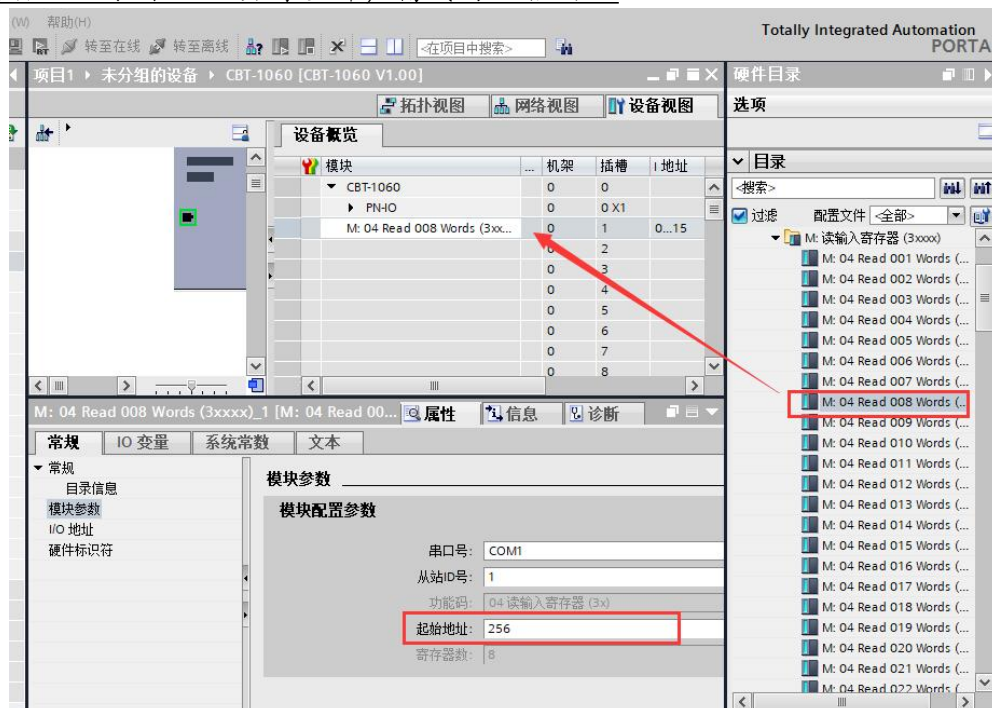 (W) 帮助(H)
转至在线 转至离线 <在项目中搜索>
Totally Integrated Automation
PORTA
项目1 ▸ 未分组的设备 ▸ CBT-1060 [CBT-1060 V1.00]
拓扑视图 网络视图 设备视图
设备概览
模块 ... 机架 插槽 I 地址
CBT-1060 0 0
PN-IO 0 0 X1
M: 04 Read 008 Words (3xx... 0 1 0...15
0 2
0 3
0 4
0 5
0 6
0 7
0 8
M: 04 Read 008 Words (3xxxx)_1 [M: 04 Read 00... 属性 信息 诊断
常规 IO 变量 系统常数 文本
常规
目录信息
模块参数
I/O 地址
硬件标识符
模块参数
模块配置参数
串口号: COM1
从站ID号: 1
功能码: 04 读输入寄存器 (3x)
起始地址: 256
寄存器数: 8
硬件目录
选项
目录
<搜索>
过滤 配置文件 <全部>
M: 读输入寄存器 (3xxxx)
M: 04 Read 001 Words (...
M: 04 Read 002 Words (...
M: 04 Read 003 Words (...
M: 04 Read 004 Words (...
M: 04 Read 005 Words (...
M: 04 Read 006 Words (...
M: 04 Read 007 Words (...
M: 04 Read 008 Words (..
M: 04 Read 009 Words (...
M: 04 Read 010 Words (...
M: 04 Read 011 Words (...
M: 04 Read 012 Words (...
M: 04 Read 013 Words (...
M: 04 Read 014 Words (...
M: 04 Read 015 Words (...
M: 04 Read 016 Words (...
M: 04 Read 017 Words (...
M: 04 Read 018 Words (...
M: 04 Read 019 Words (...
M: 04 Read 020 Words (...
M: 04 Read 021 Words (...
M: 04 Read 022 Words (